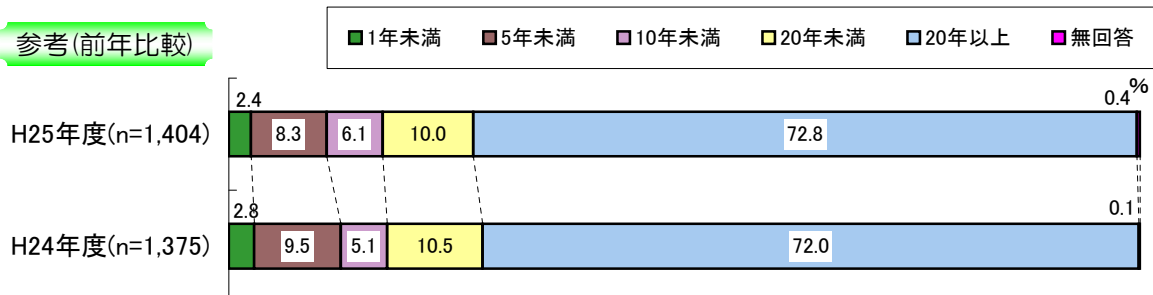 参考(前年比較)
■1年未満 ■5年未満 ■10年未満 ■20年未満 ■20年以上 ■無回答
%
2.4 0.4
H25年度(n=1,404) 8.3 6.1 10.0 72.8
2.8 0.1
H24年度(n=1,375) 9.5 5.1 10.5 72.0